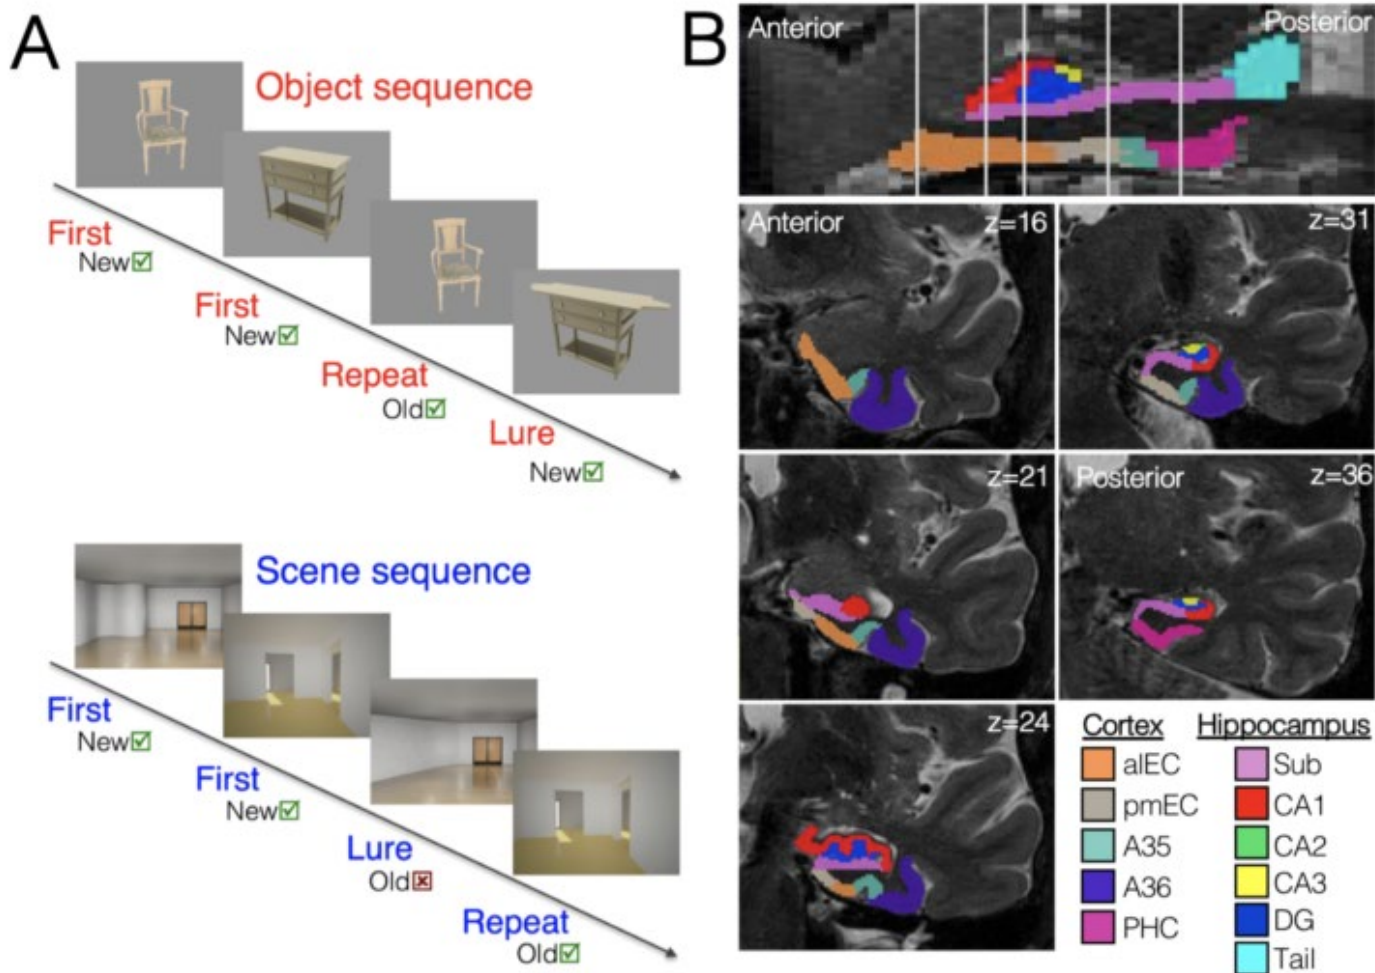 A
Object sequence
First
New
First
New
Repeat
Old
Lure
New
Scene sequence
First
New
First
New
Lure
Old
Repeat
Old
B
Anterior
Posterior
Anterior
z=16
z=31
z=21
Posterior
z=36
z=24
Cortex
alEC
pmEC
A35
A36
PHC
Hippocampus
Sub
CA1
CA2
CA3
DG
Tail